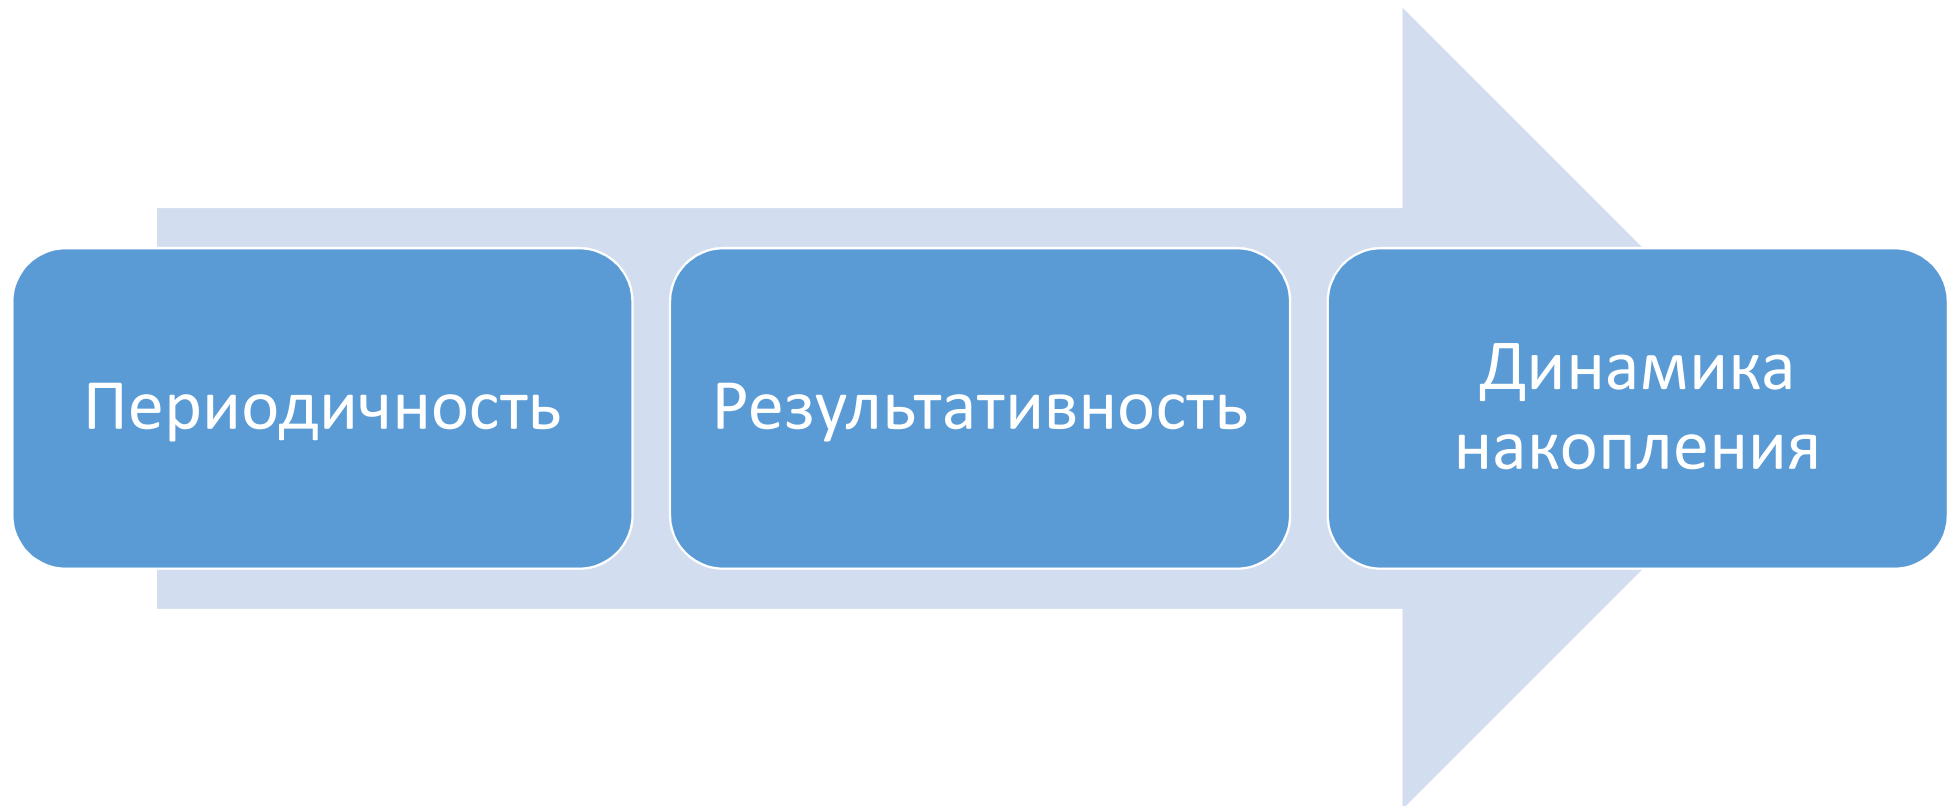 Периодичность
Результативность
Динамика
накопления